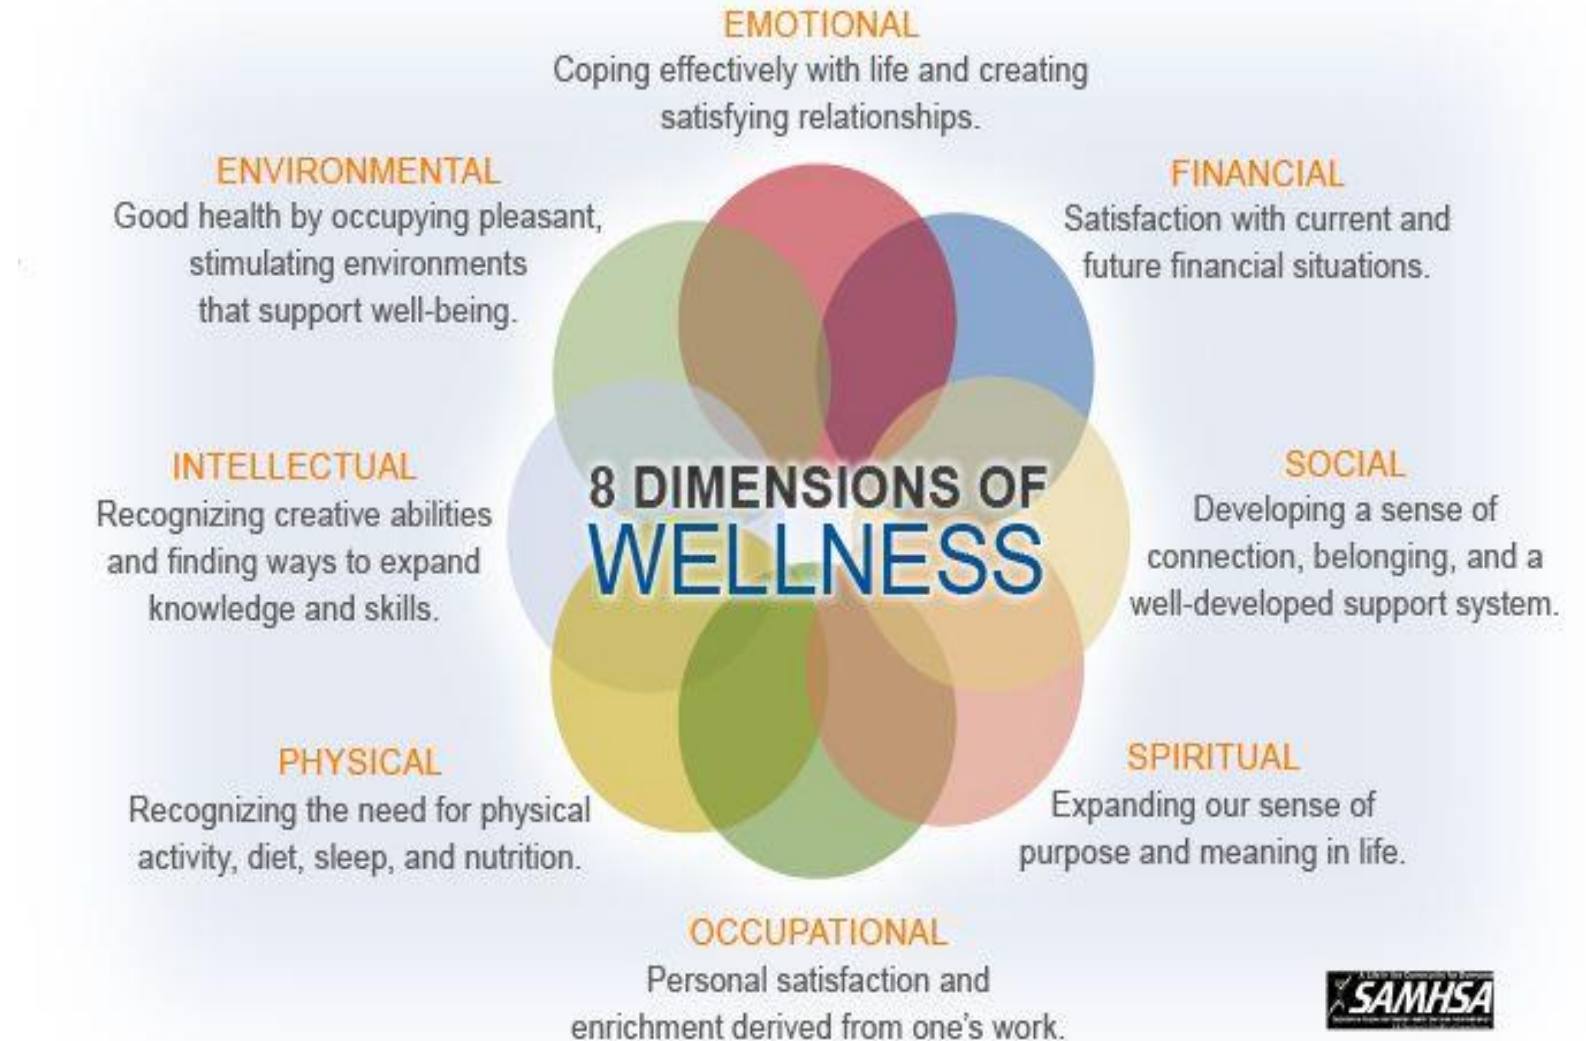 EMOTIONAL
Coping effectively with life and creating
satisfying relationships.
ENVIRONMENTAL
Good health by occupying pleasant,
stimulating environments
that support well-being.
FINANCIAL
Satisfaction with current and
future financial situations.
INTELLECTUAL
Recognizing creative abilities
and finding ways to expand
knowledge and skills.
8 DIMENSIONS OF
WELLNESS
SOCIAL
Developing a sense of
connection, belonging, and a
well-developed support system.
PHYSICAL
Recognizing the need for physical
activity, diet, sleep, and nutrition.
SPIRITUAL
Expanding our sense of
purpose and meaning in life.
OCCUPATIONAL
Personal satisfaction and
enrichment derived from one's work.
SAMHSA